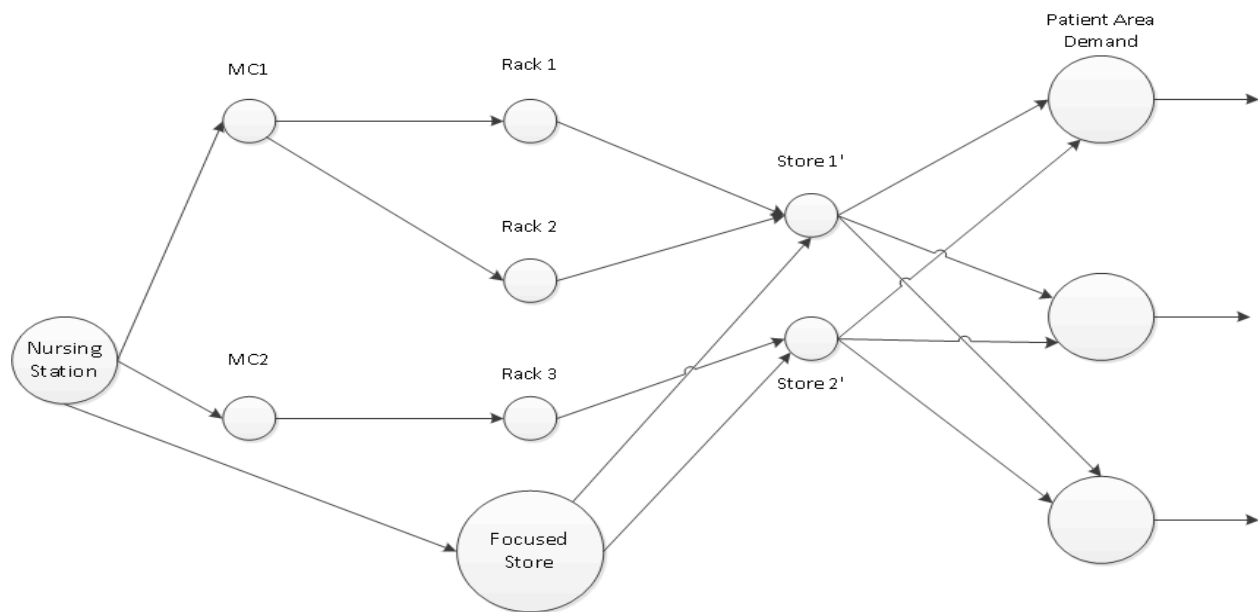 Patient Area
Demand
MC1
Rack 1
Store 1'
Rack 2
Nursing
Station
MC2
Rack 3
Store 2'
Focused
Store